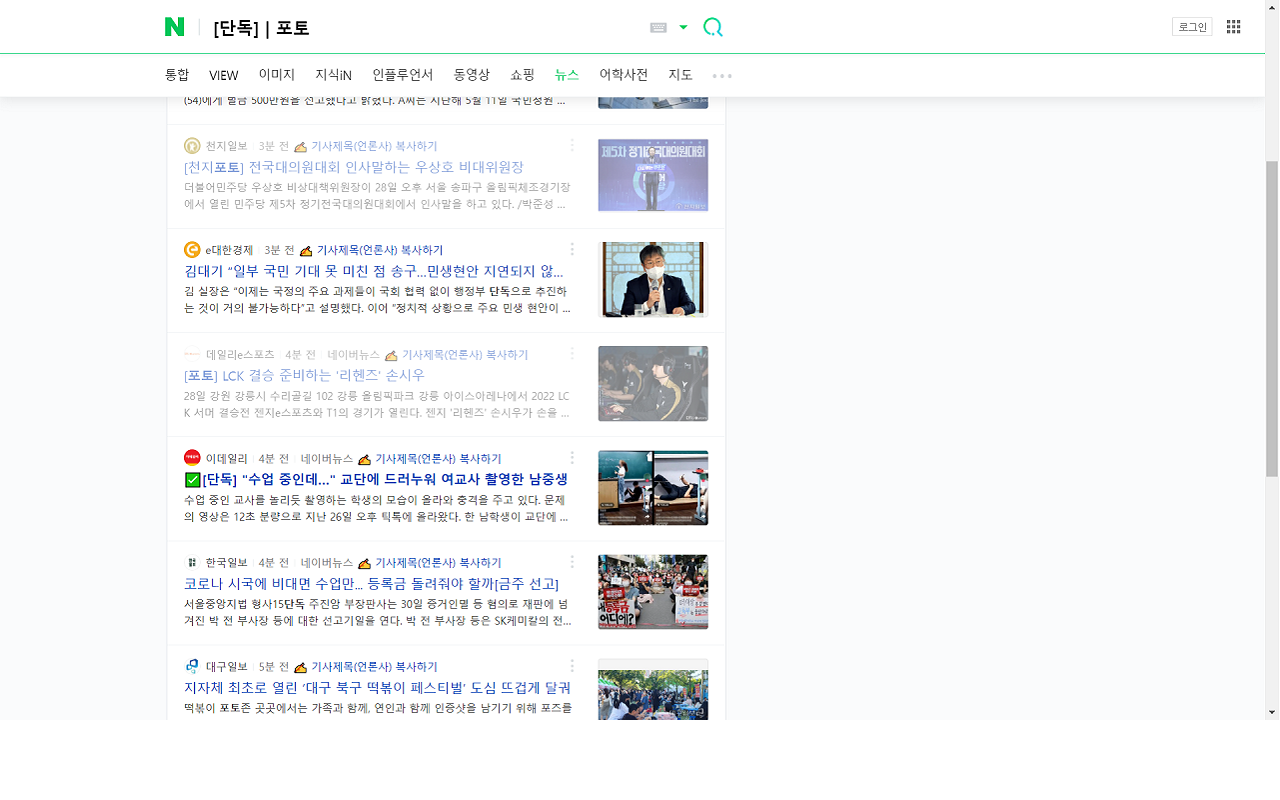 N [단독] | 포토 로그인
통합 VIEW 이미지 지식iN 인플루언서 동영상 쇼핑 뉴스 어학사전 지도
(54)에게 벌금 500만원을 선고했다고 밝혔다. A씨는 지난해 5월 11일 국민청원 ...
천지일보 3분 전 ✍ 기사제목(언론사) 복사하기
[천지포토] 전국대의원대회 인사말하는 우상호 비대위원장
더불어민주당 우상호 비상대책위원장이 28일 오후 서울 송파구 올림픽체조경기장
에서 열린 민주당 제5차 정기전국대의원대회에서 인사말을 하고 있다. /박준성 ...
제5차 정기전국대의원대회
e대한경제 3분 전 ✍ 기사제목(언론사) 복사하기
김대기 “일부 국민 기대 못 미친 점 송구...민생현안 지연되지 않...
김 실장은 “이제는 국정의 주요 과제들이 국회 협력 없이 행정부 단독으로 추진하
는 것이 거의 불가능하다”고 설명했다. 이어 “정치적 상황으로 주요 민생 현안이 ...
데일리e스포츠 4분 전 네이버뉴스 ✍ 기사제목(언론사) 복사하기
[포토] LCK 결승 준비하는 '리헨즈' 손시우
28일 강원 강릉시 수리골길 102 강릉 올림픽파크 강릉 아이스아레나에서 2022 LC
K 서머 결승전 젠지e스포츠와 T1의 경기가 열린다. 젠지 '리헨즈' 손시우가 손을 ...
이데일리 4분 전 네이버뉴스 ✍ 기사제목(언론사) 복사하기
✅[단독] "수업 중인데..." 교단에 드러누워 여교사 촬영한 남중생
수업 중인 교사를 놀리듯 촬영하는 학생의 모습이 올라와 충격을 주고 있다. 문제
의 영상은 12초 분량으로 지난 26일 오후 틱톡에 올라왔다. 한 남학생이 교단에 ...
한국일보 4분 전 네이버뉴스 ✍ 기사제목(언론사) 복사하기
코로나 시국에 비대면 수업만... 등록금 돌려줘야 할까[금주 선고]
서울중앙지법 형사15단독 주진암 부장판사는 30일 증거인멸 등 혐의로 재판에 넘
겨진 박 전 부사장 등에 대한 선고기일을 연다. 박 전 부사장 등은 SK케미칼의 전...
대구일보 5분 전 ✍ 기사제목(언론사) 복사하기
지자체 최초로 열린 ‘대구 북구 떡볶이 페스티벌’ 도심 뜨겁게 달궈
떡볶이 포토존 곳곳에서는 가족과 함께, 연인과 함께 인증샷을 남기기 위해 포즈를